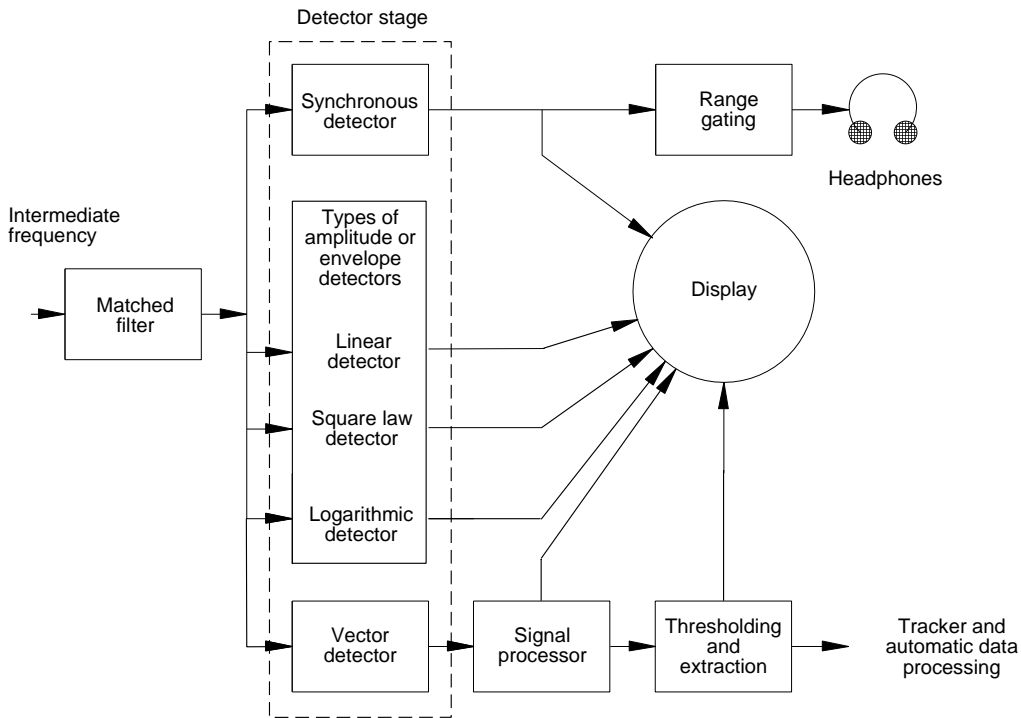 Detector stage
Synchronous
detector
Range
gating
Headphones
Intermediate
frequency
Matched
filter
Types of
amplitude or
envelope
detectors
Linear
detector
Square law
detector
Logarithmic
detector
Display
Vector
detector
Signal
processor
Thresholding
and
extraction
Tracker and
automatic data
processing